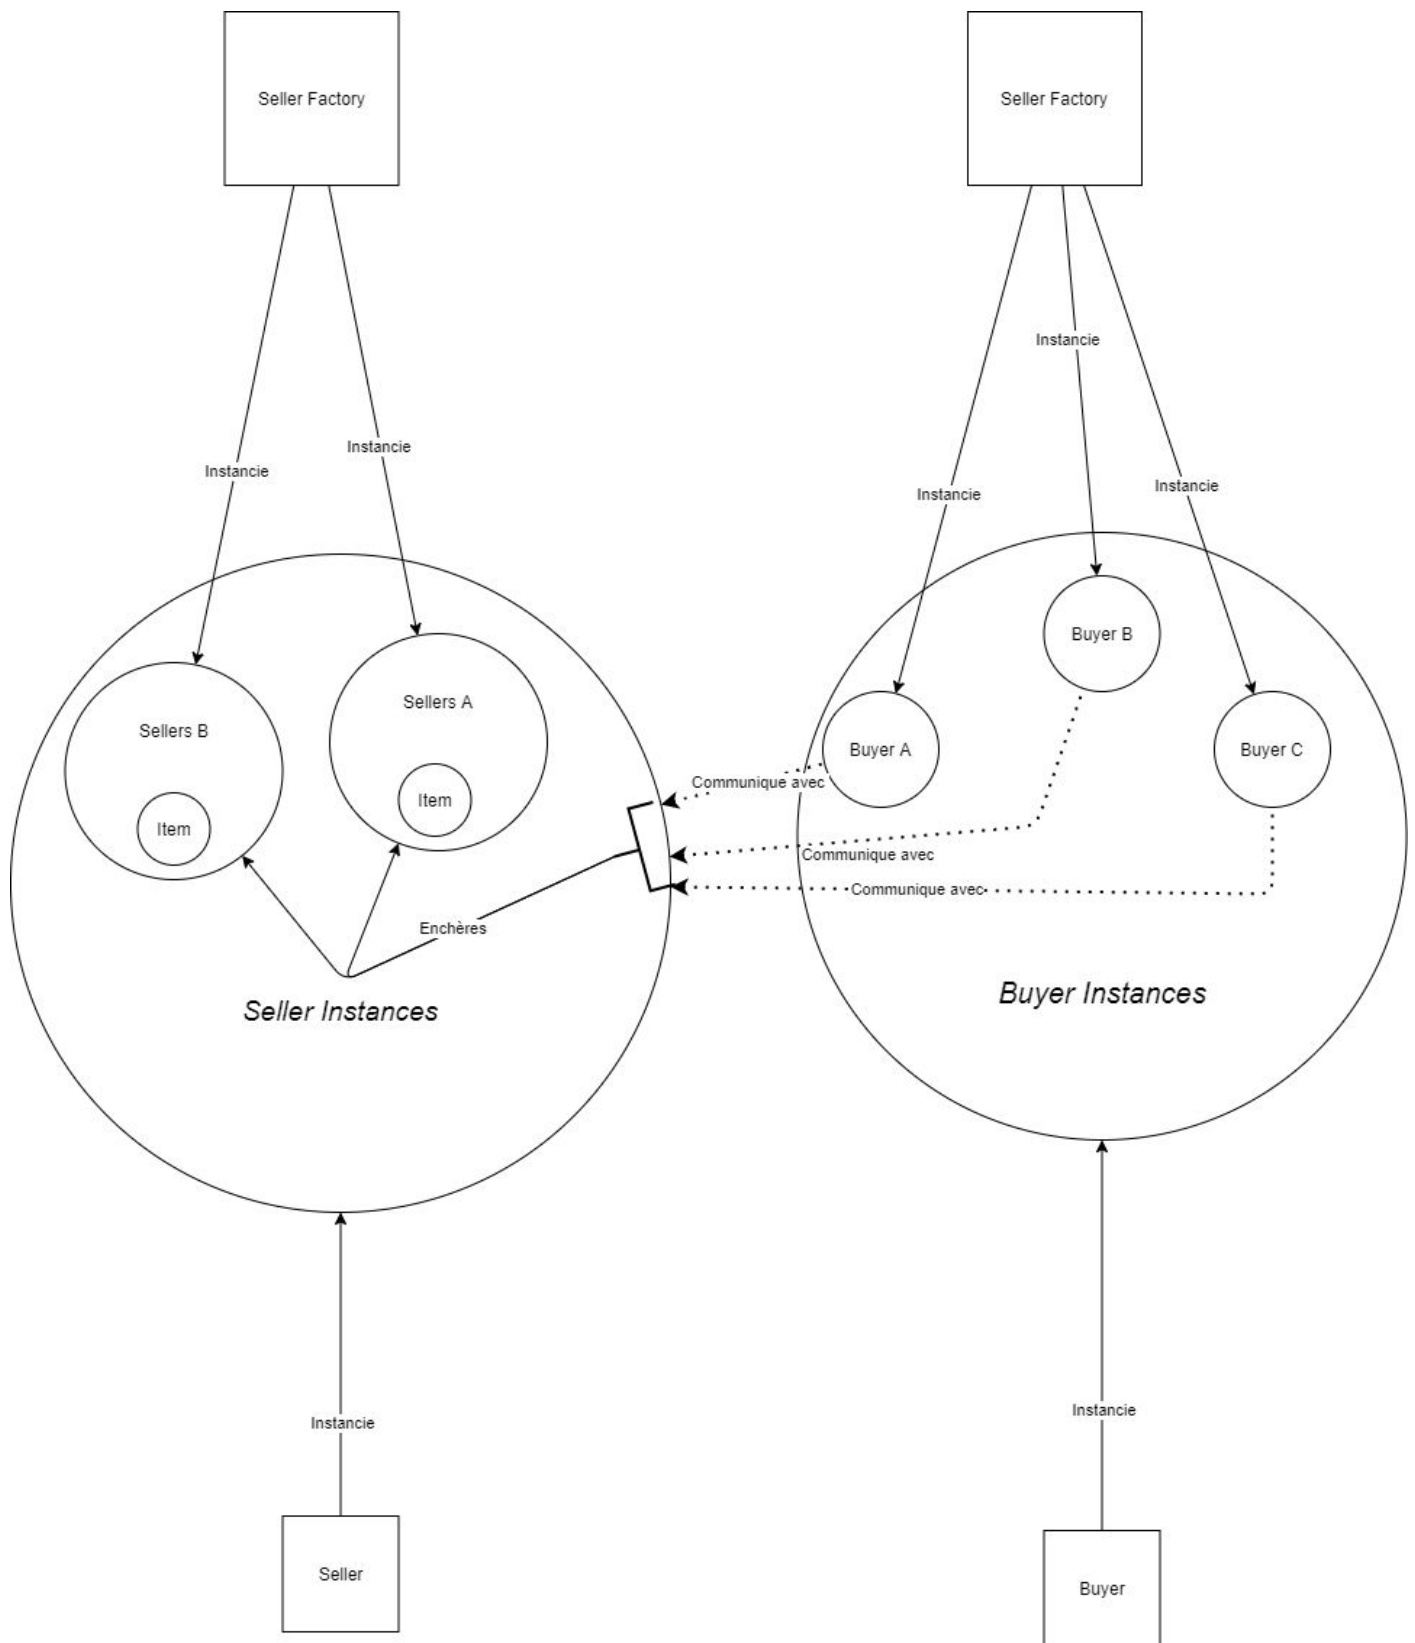 Seller Factory
Seller Factory
Instancie
Instancie
Instancie
Instancie
Instancie
Buyer B
Sellers A
Sellers B
Buyer A
Buyer C
Communique avec
Item
Item
Communique avec
Communique avec
Enchères
Buyer Instances
Seller Instances
Instancie
Instancie
Seller
Buyer